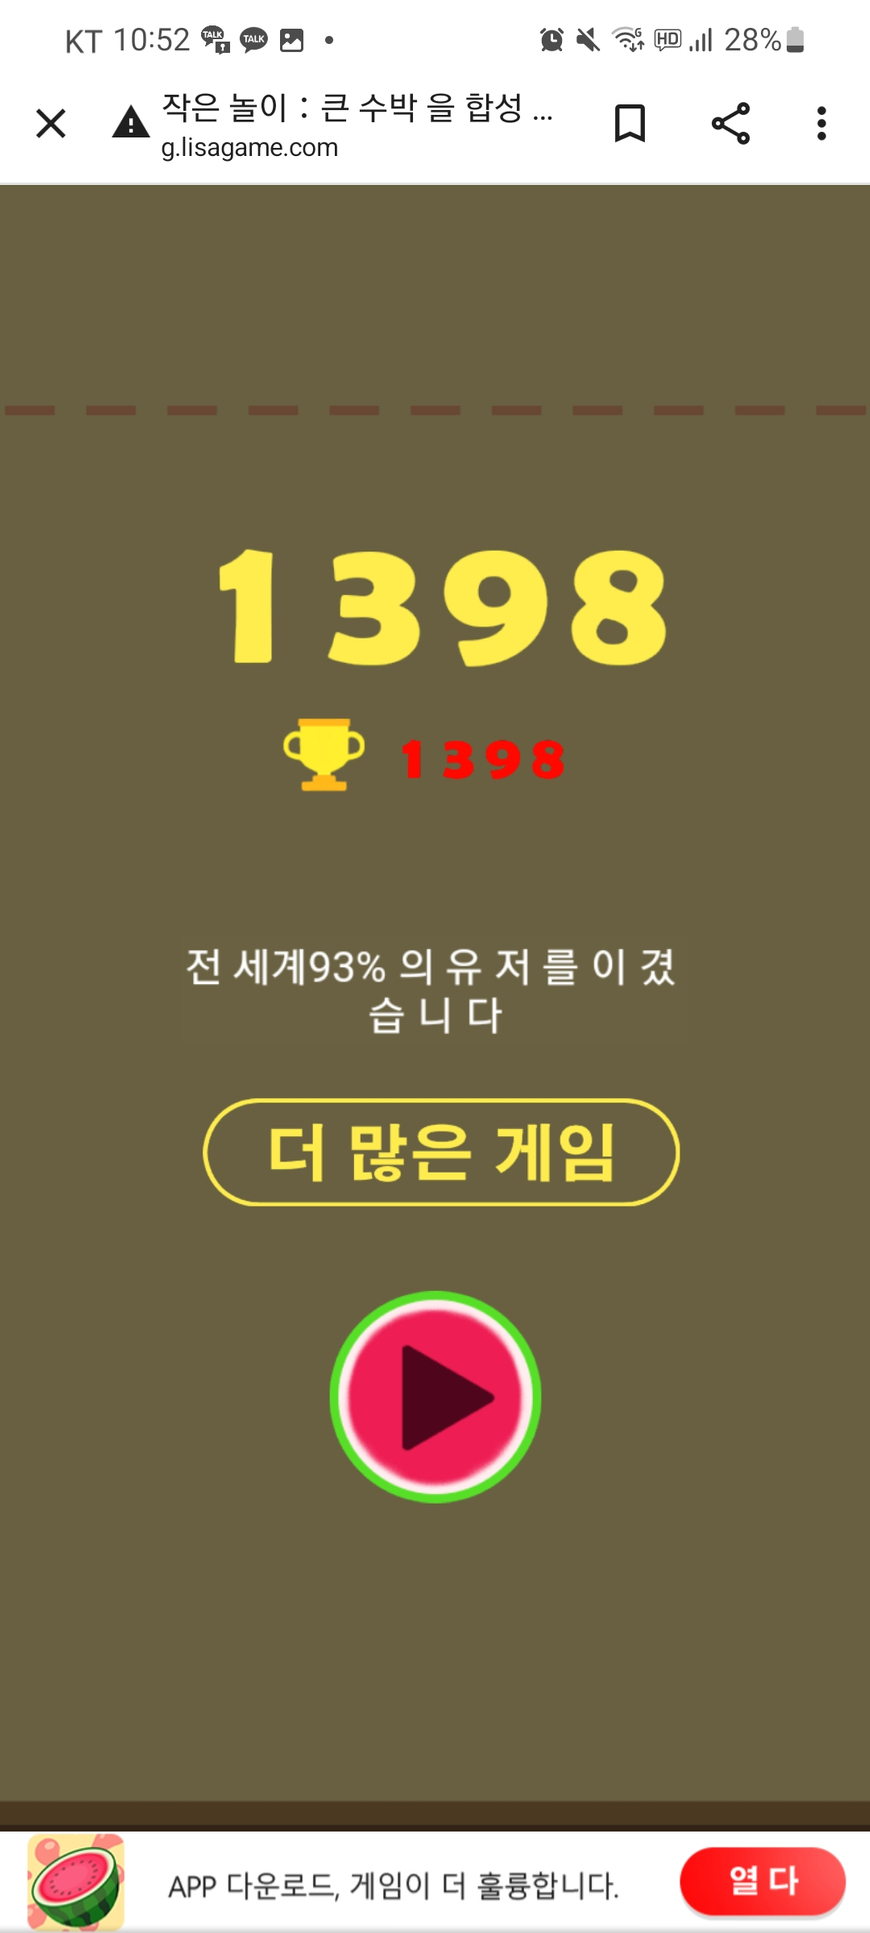 KT 10:52 TALK TALK HD 28%
작은 놀이 : 큰 수박 을 합성 ...
g.lisagame.com
1398
1398
전 세계93% 의 유 저 를 이 겼
습 니 다
더 많은 게임
APP 다운로드, 게임이 더 훌륭합니다.
열 다